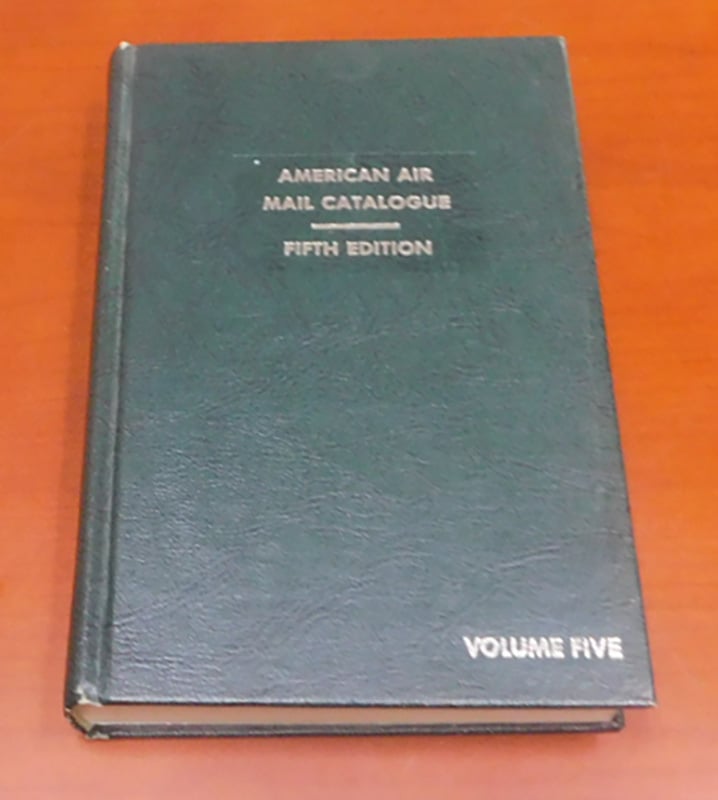 AMERICAN AIR
MAIL CATALOGUE
FIFTH EDITION
VOLUME FIVE